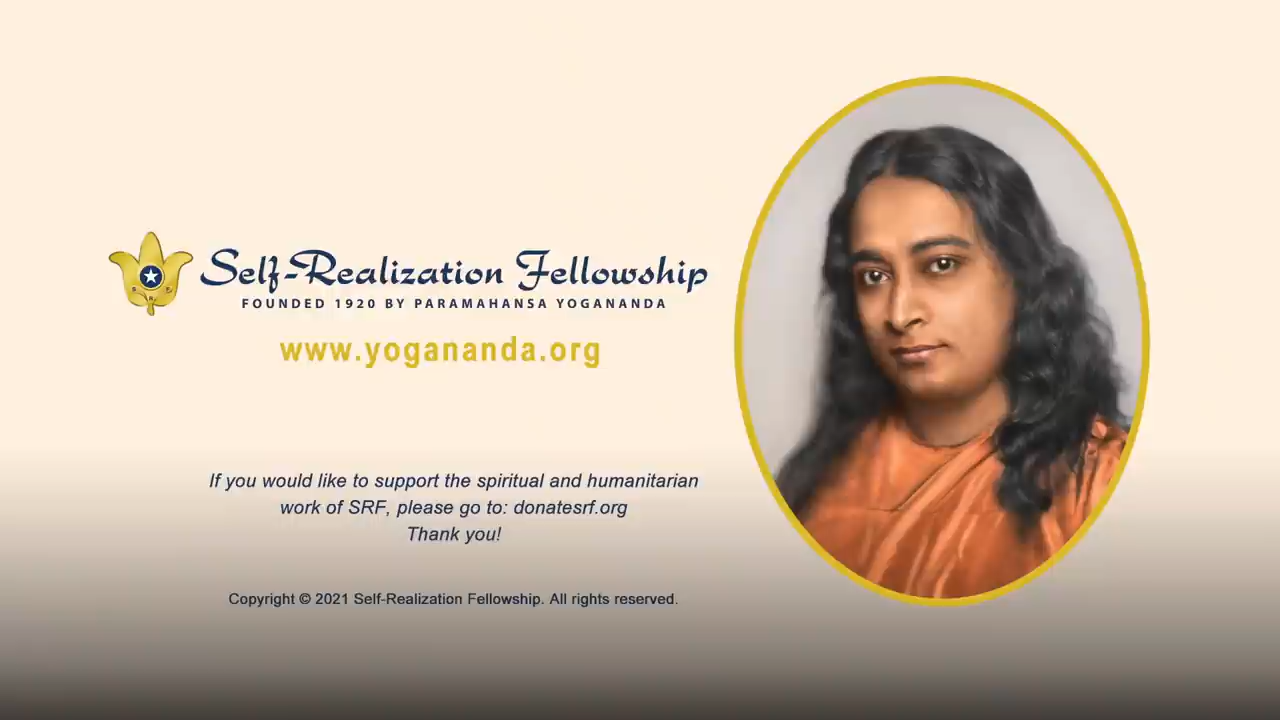 Self-Realization Fellowship
FOUNDED 1920 BY PARAMAHANSA YOGANANDA
www.yogananda.org
If you would like to support the spiritual and humanitarian
work of SRF, please go to: donatesrf.org
Thank you!
Copyright © 2021 Self-Realization Fellowship. All rights reserved.